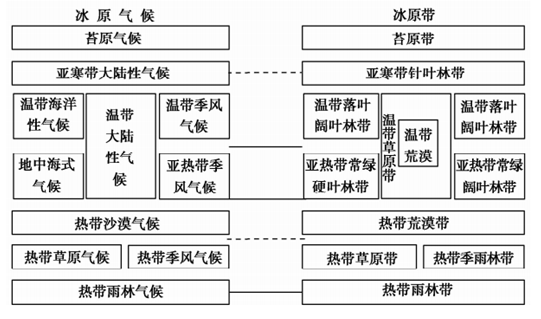 冰原气候
冰原带
苔原气候
苔原带
亚寒带大陆性气候
亚寒带针叶林带
温带海洋
性气候
温带
大陆
性气
候
温带季风
气候
地中海式
气候
亚热带季
风气候
温带落叶
阔叶林带
温带草原带
温带
荒漠
温带落叶
阔叶林带
亚热带常绿
硬叶林带
亚热带常绿
阔叶林带
热带沙漠气候
热带荒漠带
热带草原气候
热带季风气候
热带草原带
热带季雨林带
热带雨林气候
热带雨林带